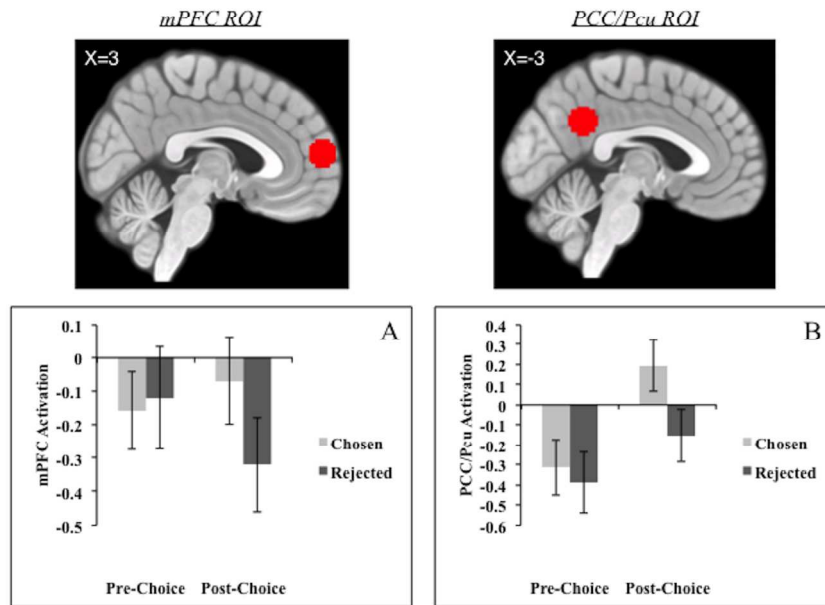 mPFC ROI
PCC/Pcu ROI
X=3
X=-3
A
0.1
0
-0.1
-0.2
-0.3
-0.4
-0.5
mPFC Activation
Chosen
Rejected
Pre-Choice Post-Choice
B
0.4
0.3
0.2
0.1
0
-0.1
-0.2
-0.3
-0.4
-0.5
-0.6
PCC/Pcu Activation
Chosen
Rejected
Pre-Choice Post-Choice